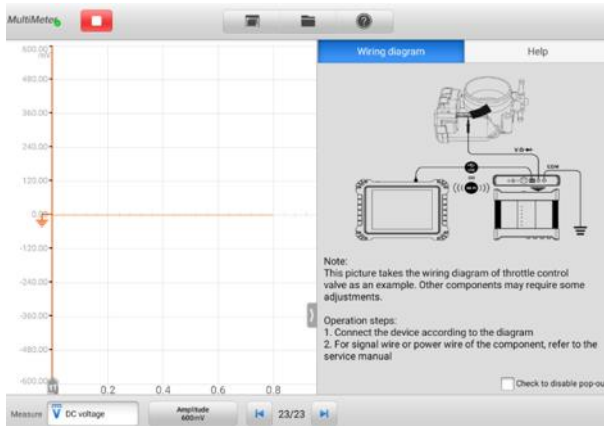 MultiMeter
Wiring diagram
Help
600.00
mV
480.00
360.00
240.00
120.00
0.00
-120.00
-240.00
-360.00
-480.00
-600.00
0.2
0.4
0.6
0.8
Note:
This picture takes the wiring diagram of throttle control
valve as an example. Other components may require some
adjustments.
Operation steps:
1. Connect the device according to the diagram
2. For signal wire or power wire of the component, refer to the
service manual
Check to disable pop-ou
Measure
DC voltage
Amplitude
600mV
23/23